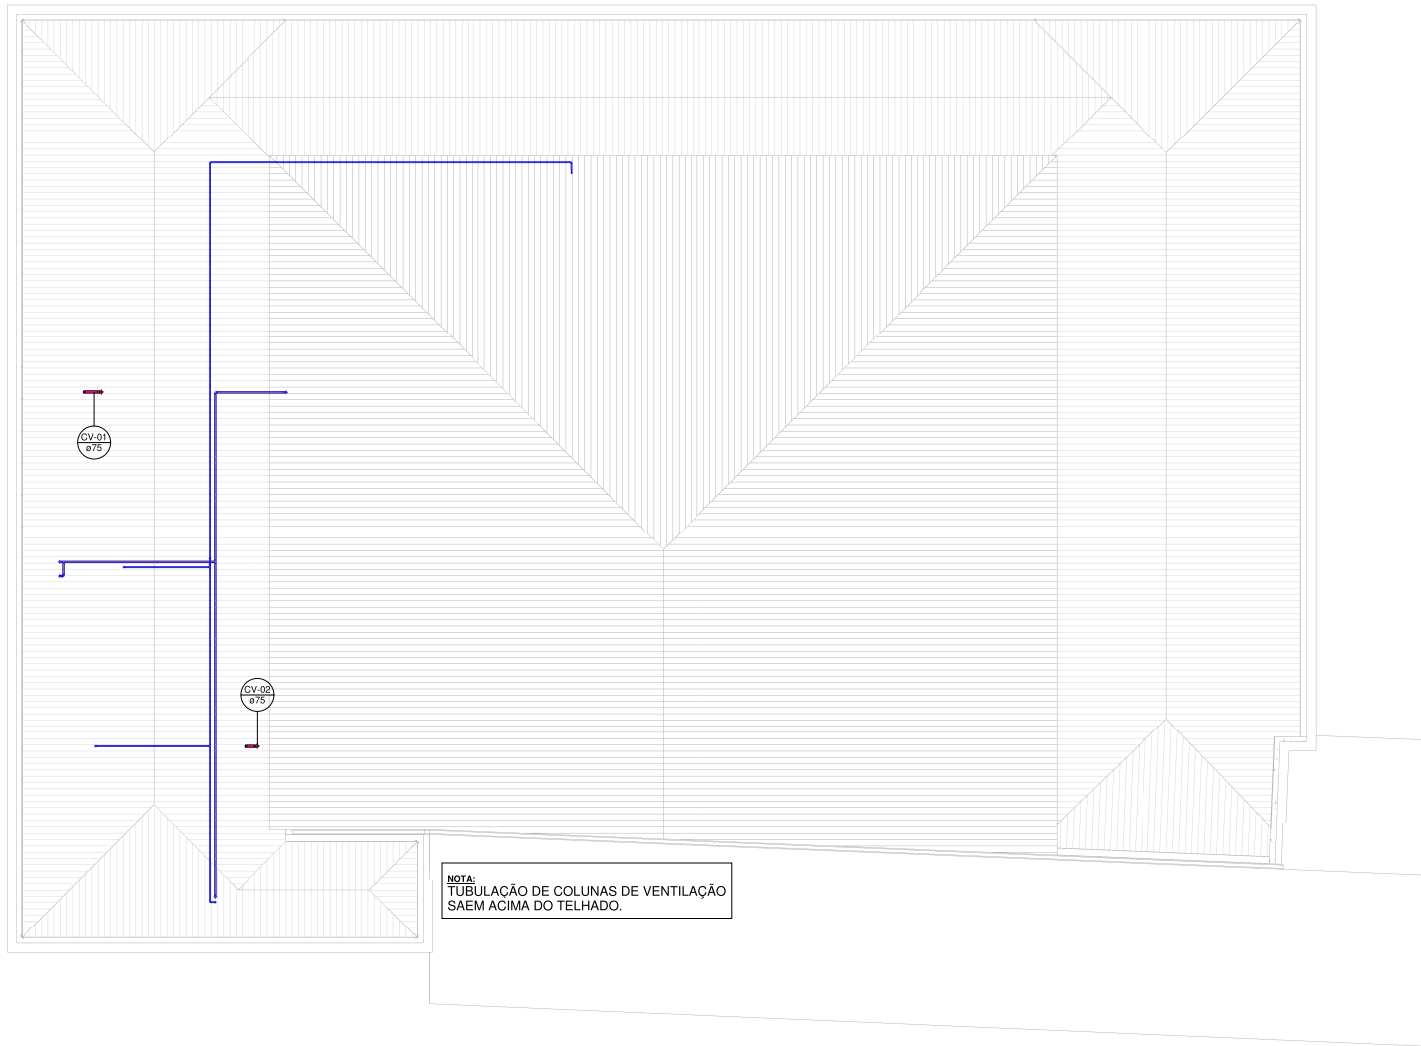 CV-01
ø75
CV-02
ø75
NOTA:
TUBULAÇÃO DE COLUNAS DE VENTILAÇÃO
SAEM ACIMA DO TELHADO.